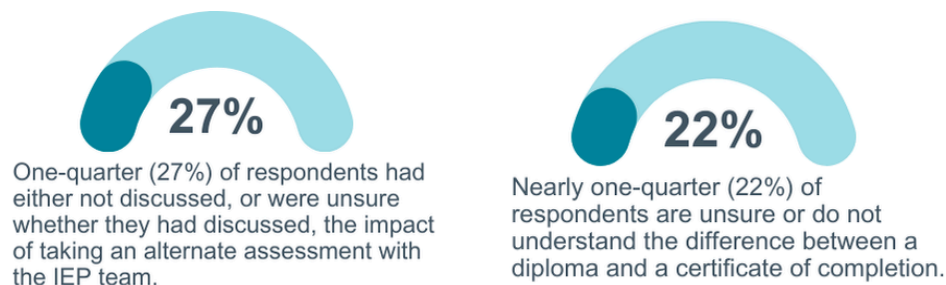 27%
One-quarter (27%) of respondents had
either not discussed, or were unsure
whether they had discussed, the impact
of taking an alternate assessment with
the IEP team.
22%
Nearly one-quarter (22%) of
respondents are unsure or do not
understand the difference between a
diploma and a certificate of completion.